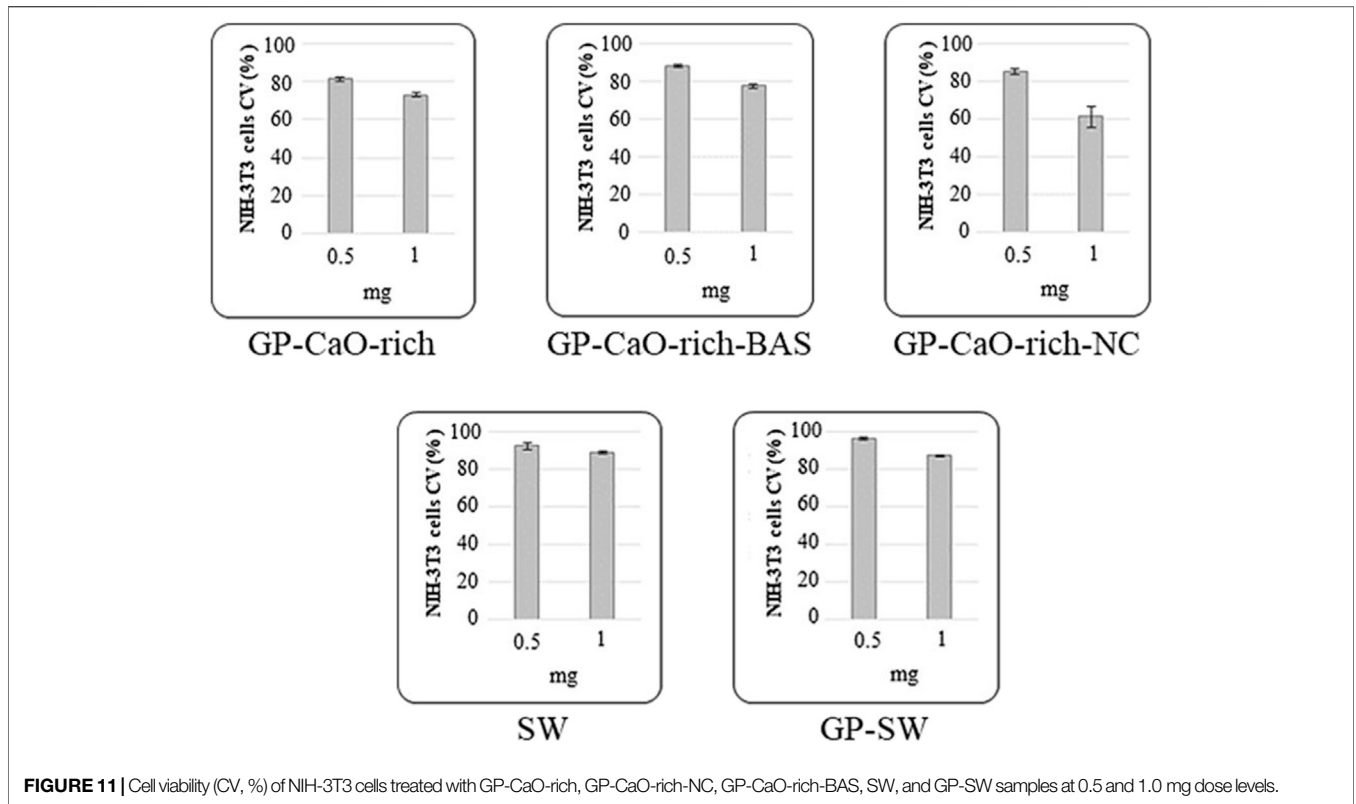 NIH-3T3 cells CV (%)
100
80
60
40
20
0
0.5 1
mg
GP-CaO-rich
NIH-3T3 cells CV (%)
100
80
60
40
20
0
0.5 1
mg
GP-CaO-rich-BAS
NIH-3T3 cells CV (%)
100
80
60
40
20
0
0.5 1
mg
GP-CaO-rich-NC
NIH-3T3 cells CV (%)
100
80
60
40
20
0
0.5 1
mg
SW
NIH-3T3 cells CV (%)
100
80
60
40
20
0
0.5 1
mg
GP-SW
FIGURE 11 | Cell viability (CV, %) of NIH-3T3 cells treated with GP-CaO-rich, GP-CaO-rich-NC, GP-CaO-rich-BAS, SW, and GP-SW samples at 0.5 and 1.0 mg dose levels.